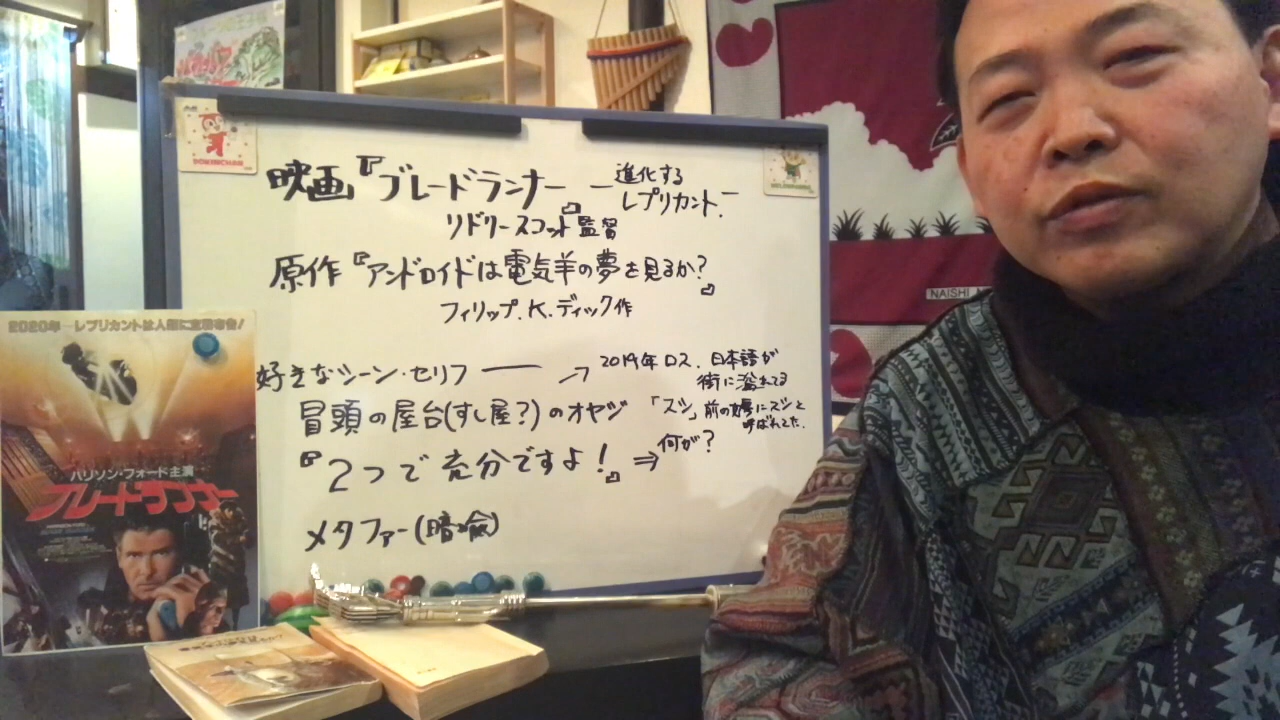 映画『ブレードランナー』 ー進化するレプリカントー
リドリースコット監督
原作『アンドロイドは電気羊の夢を見るか?』
フィリップ.K.ディック作
好きなシーン・セリフ ―― → 2019年ロス、日本語が街に溢れてる
冒頭の屋台(すし屋?)のオヤジ 「スシ」前の
にスシと呼ばれてた.
『2つで充分ですよ!』⇒何が?
メタファー(暗喩)
2020年 レプリカントは人類に宣戦布告!
ハリソン・フォード主演
ブレードランナー
NAISHI